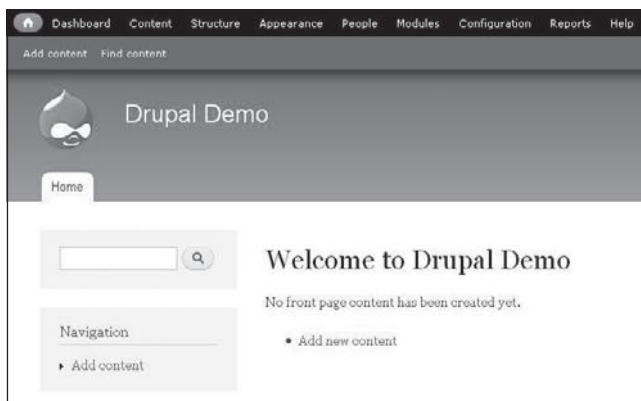 Dashboard Content Structure Appearance People Modules Configuration Reports Help
Add content Find content
Drupal Demo
Home
Welcome to Drupal Demo
No front page content has been created yet.
Navigation
Add new content
Add content